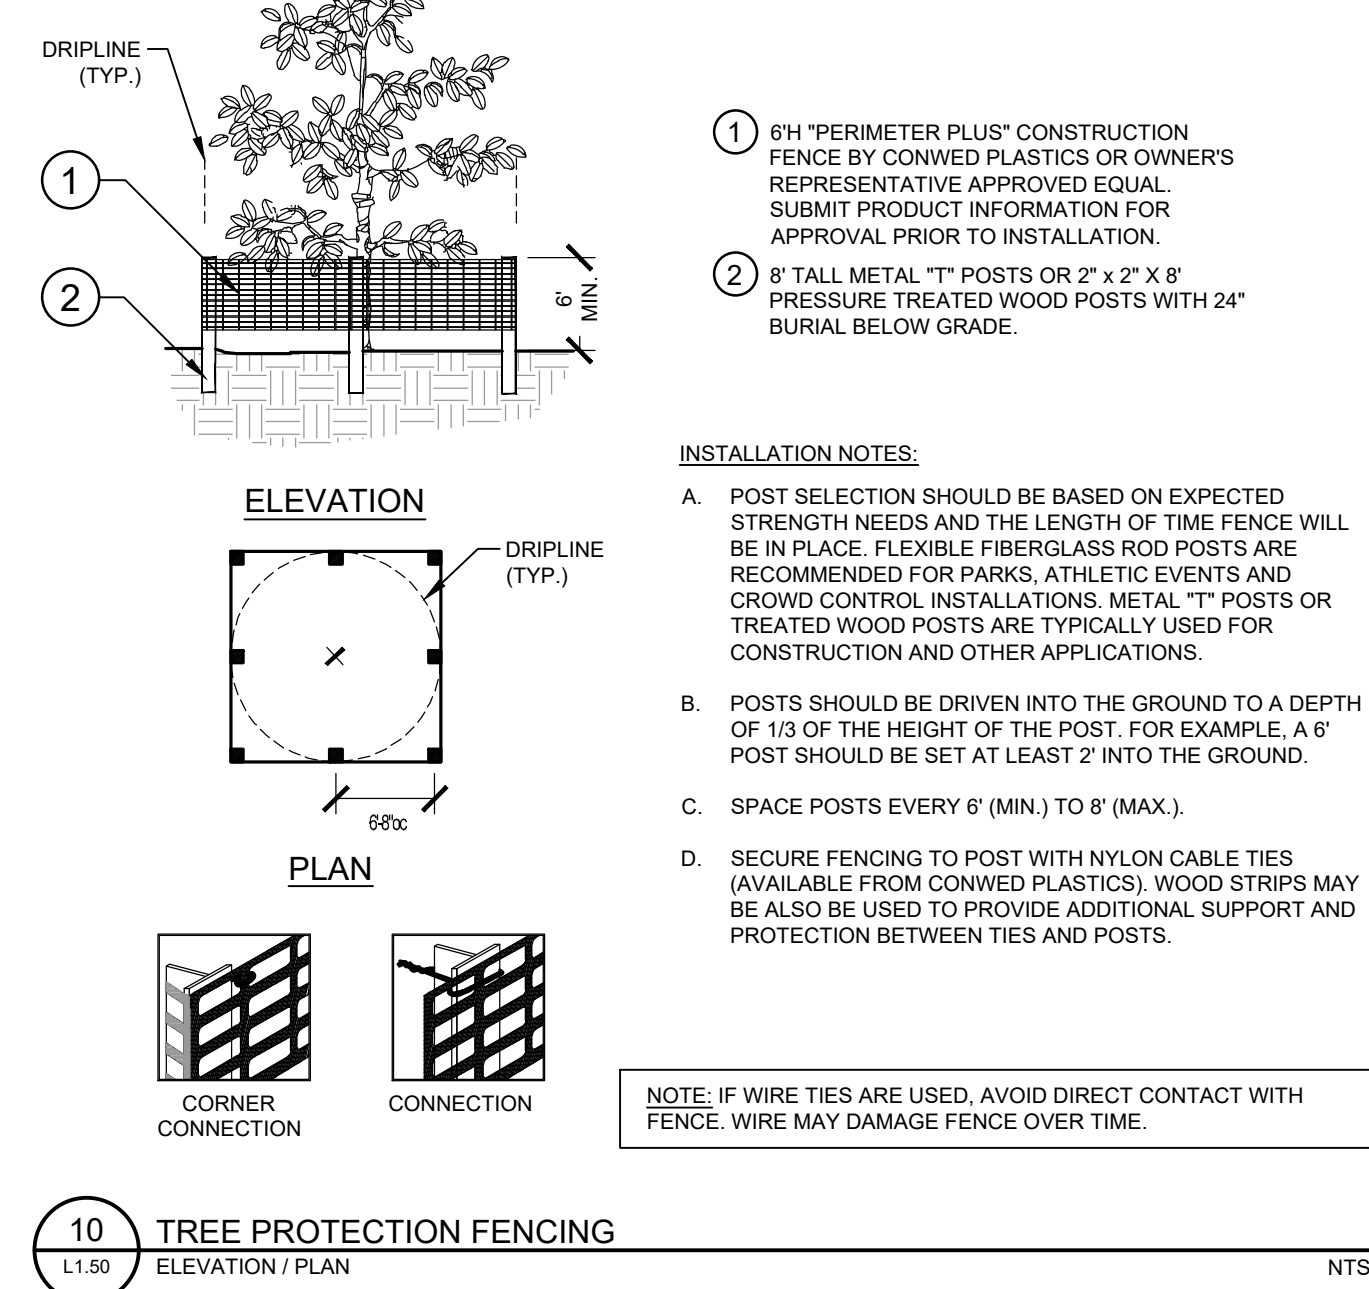 DRIPLINE
(TYP.)
1
2
6'
MIN.
ELEVATION
DRIPLINE
(TYP.)
6'-8"oc
PLAN
CORNER
CONNECTION
CONNECTION
1 6'H "PERIMETER PLUS" CONSTRUCTION
FENCE BY CONWED PLASTICS OR OWNER'S
REPRESENTATIVE APPROVED EQUAL.
SUBMIT PRODUCT INFORMATION FOR
APPROVAL PRIOR TO INSTALLATION.
2 8' TALL METAL "T" POSTS OR 2" x 2" X 8'
PRESSURE TREATED WOOD POSTS WITH 24"
BURIAL BELOW GRADE.
INSTALLATION NOTES:
A. POST SELECTION SHOULD BE BASED ON EXPECTED
STRENGTH NEEDS AND THE LENGTH OF TIME FENCE WILL
BE IN PLACE. FLEXIBLE FIBERGLASS ROD POSTS ARE
RECOMMENDED FOR PARKS, ATHLETIC EVENTS AND
CROWD CONTROL INSTALLATIONS. METAL "T" POSTS OR
TREATED WOOD POSTS ARE TYPICALLY USED FOR
CONSTRUCTION AND OTHER APPLICATIONS.
B. POSTS SHOULD BE DRIVEN INTO THE GROUND TO A DEPTH
OF 1/3 OF THE HEIGHT OF THE POST. FOR EXAMPLE, A 6'
POST SHOULD BE SET AT LEAST 2' INTO THE GROUND.
C. SPACE POSTS EVERY 6' (MIN.) TO 8' (MAX.).
D. SECURE FENCING TO POST WITH NYLON CABLE TIES
(AVAILABLE FROM CONWED PLASTICS). WOOD STRIPS MAY
BE ALSO BE USED TO PROVIDE ADDITIONAL SUPPORT AND
PROTECTION BETWEEN TIES AND POSTS.
NOTE: IF WIRE TIES ARE USED, AVOID DIRECT CONTACT WITH
FENCE. WIRE MAY DAMAGE FENCE OVER TIME.
10 TREE PROTECTION FENCING
L1.50 ELEVATION / PLAN NTS